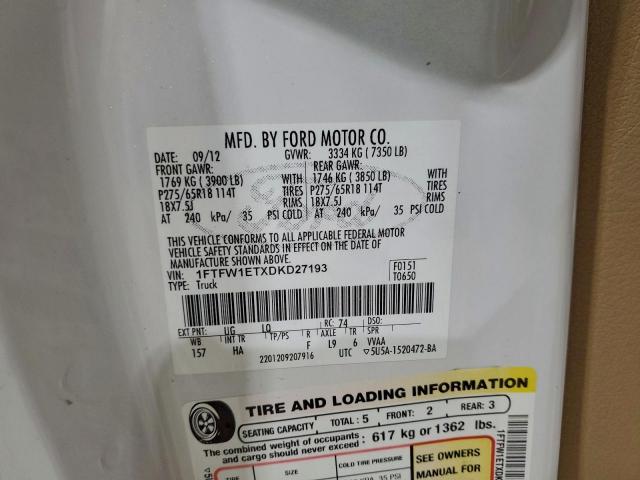 MFD. BY FORD MOTOR CO.
DATE: 09/12 GVWR: 3334 KG ( 7350 LB)
FRONT GAWR: REAR GAWR:
1769 KG ( 3900 LB) WITH 1746 KG ( 3850 LB) WITH
P275/65R18 114T TIRES P275/65R18 114T TIRES
18X7.5J RIMS 18X7.5J RIMS
AT 240 kPa/ 35 PSI COLD AT 240 kPa/ 35 PSI COLD
THIS VEHICLE CONFORMS TO ALL APPLICABLE FEDERAL MOTOR
VEHICLE SAFETY STANDARDS IN EFFECT ON THE DATE OF
MANUFACTURE SHOWN ABOVE.
VIN: 1FTFW1ETXDKD27193
TYPE: Truck
F0151
T0650
EXT PNT: UG LQ RC: 74 DSO:
WB INT TR TP/PS R AXLE TR SPR
157 HA F L9 6 VVAA
2201209207916 UTC ▽5U5A-1520472-BA
TIRE AND LOADING INFORMATION
SEATING CAPACITY TOTAL: 5 FRONT: 2 REAR: 3
The combined weight of occupants and cargo should never exceed: 617 kg or 1362 lbs.
TIRE SIZE COLD TIRE PRESSURE
35 PSI
SEE OWNERS
MANUAL FOR
1FTFW1ETXDK